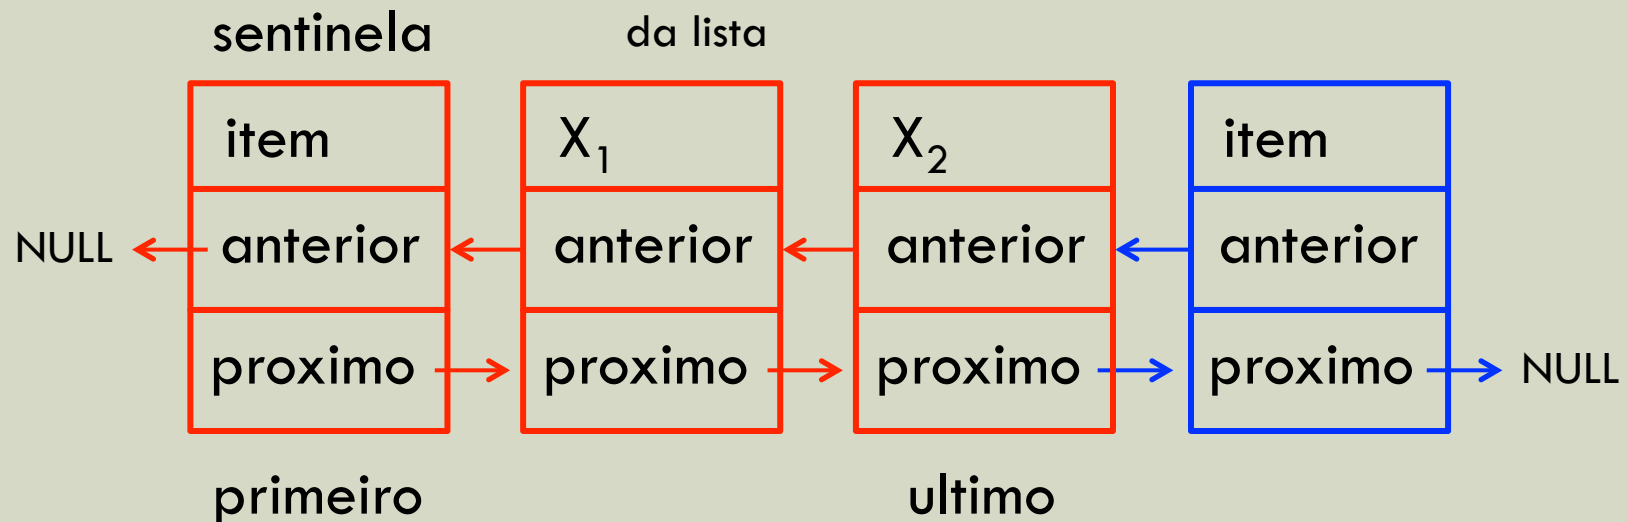 sentinela da lista
item X₁ X₂ item
NULL anterior anterior anterior anterior
proximo proximo proximo proximo NULL
primeiro ultimo